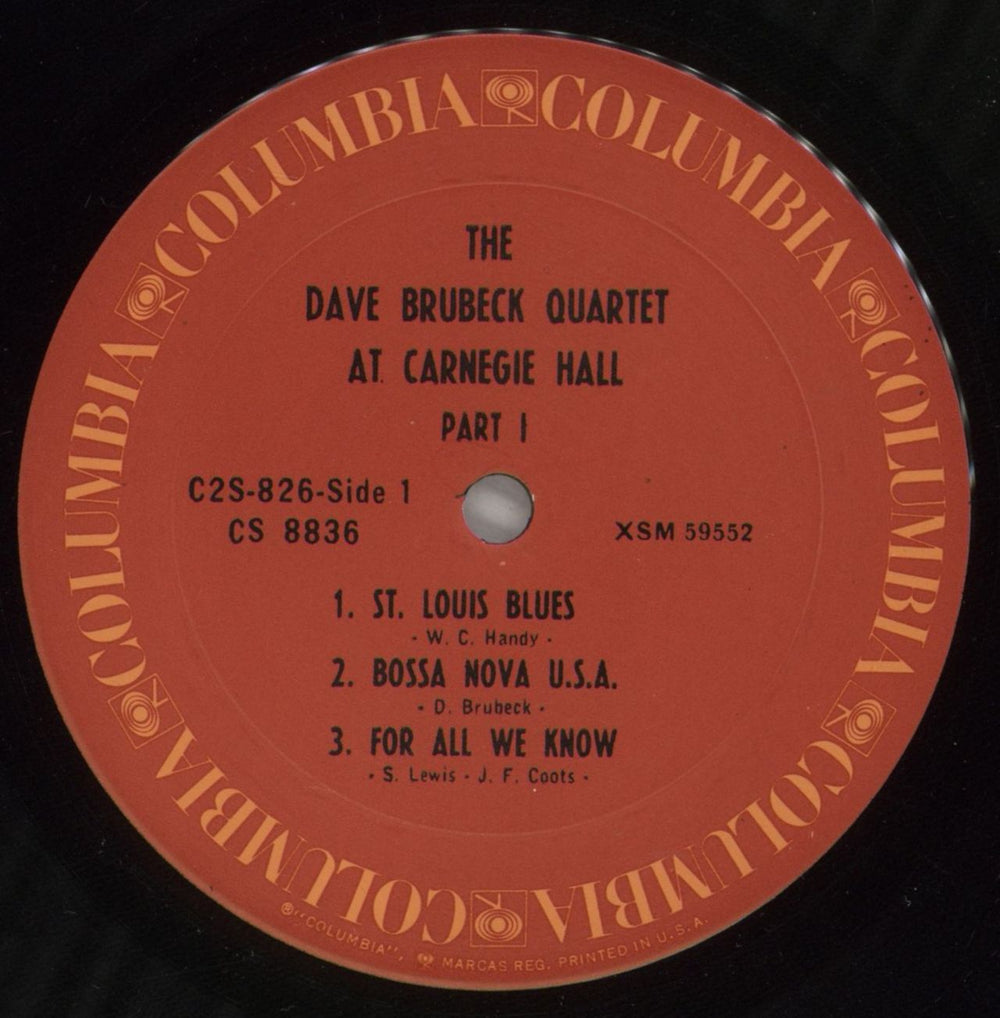 COLUMBIA COLUMBIA COLUMBIA COLUMBIA COLUMBIA COLUMBIA
THE
DAVE BRUBECK QUARTET
AT CARNEGIE HALL
PART I
C2S-826-Side 1
CS 8836
XSM 59552
1. ST. LOUIS BLUES
- W. C. Handy -
2. BOSSA NOVA U.S.A.
- D. Brubeck -
3. FOR ALL WE KNOW
- S. Lewis - J. F. Coots -
®"COLUMBIA", MARCAS REG. PRINTED IN U.S.A.